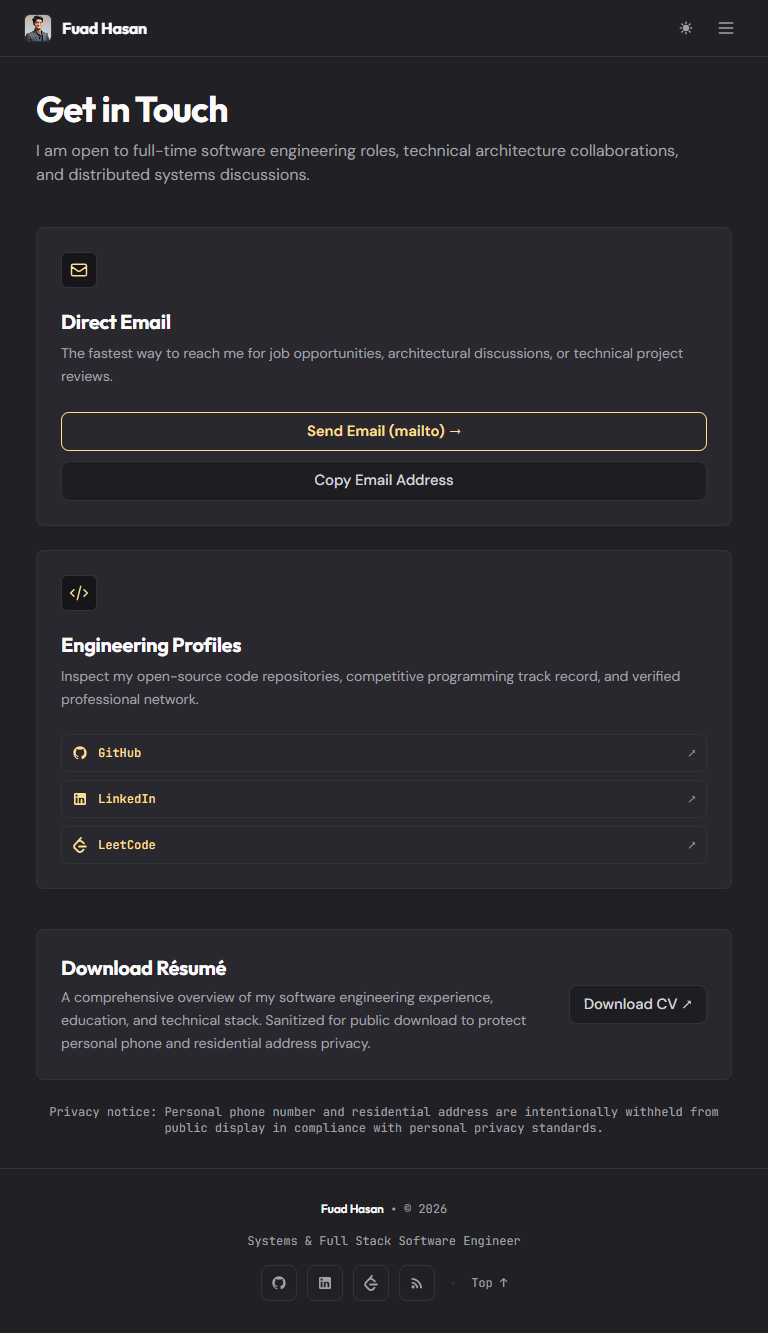 Fuad Hasan
Get in Touch
I am open to full-time software engineering roles, technical architecture collaborations,
and distributed systems discussions.
Direct Email
The fastest way to reach me for job opportunities, architectural discussions, or technical project
reviews.
Send Email (mailto) →
Copy Email Address
Engineering Profiles
Inspect my open-source code repositories, competitive programming track record, and verified
professional network.
GitHub ↗
LinkedIn ↗
LeetCode ↗
Download Résumé
A comprehensive overview of my software engineering experience,
education, and technical stack. Sanitized for public download to protect
personal phone and residential address privacy.
Download CV ↗
Privacy notice: Personal phone number and residential address are intentionally withheld from
public display in compliance with personal privacy standards.
Fuad Hasan • © 2026
Systems & Full Stack Software Engineer
· Top ↑